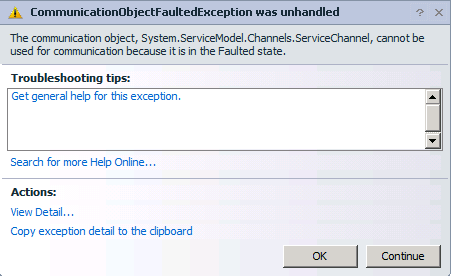 CommunicationObjectFaultedException was unhandled
The communication object, System.ServiceModel.Channels.ServiceChannel, cannot be
used for communication because it is in the Faulted state.
Troubleshooting tips:
Get general help for this exception.
Search for more Help Online...
Actions:
View Detail...
Copy exception detail to the clipboard
OK
Continue